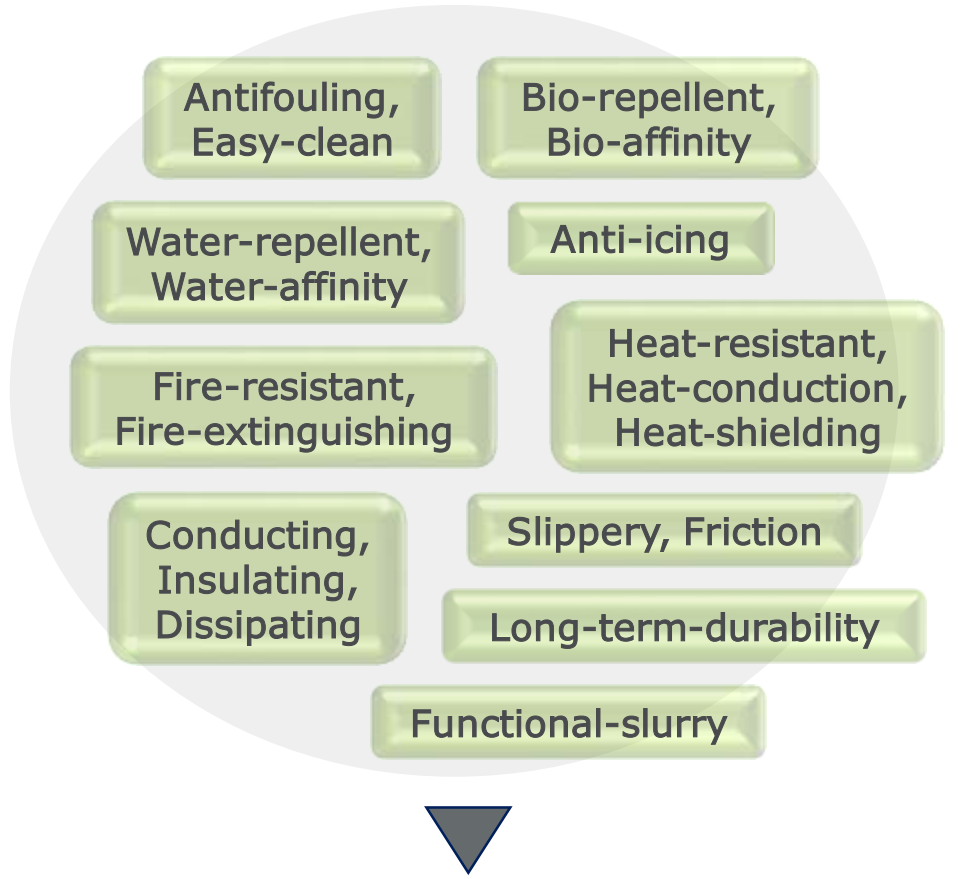 Antifouling,
Easy-clean
Bio-repellent,
Bio-affinity
Water-repellent,
Water-affinity
Anti-icing
Heat-resistant,
Heat-conduction,
Heat-shielding
Fire-resistant,
Fire-extinguishing
Conducting,
Insulating,
Dissipating
Slippery, Friction
Long-term-durability
Functional-slurry